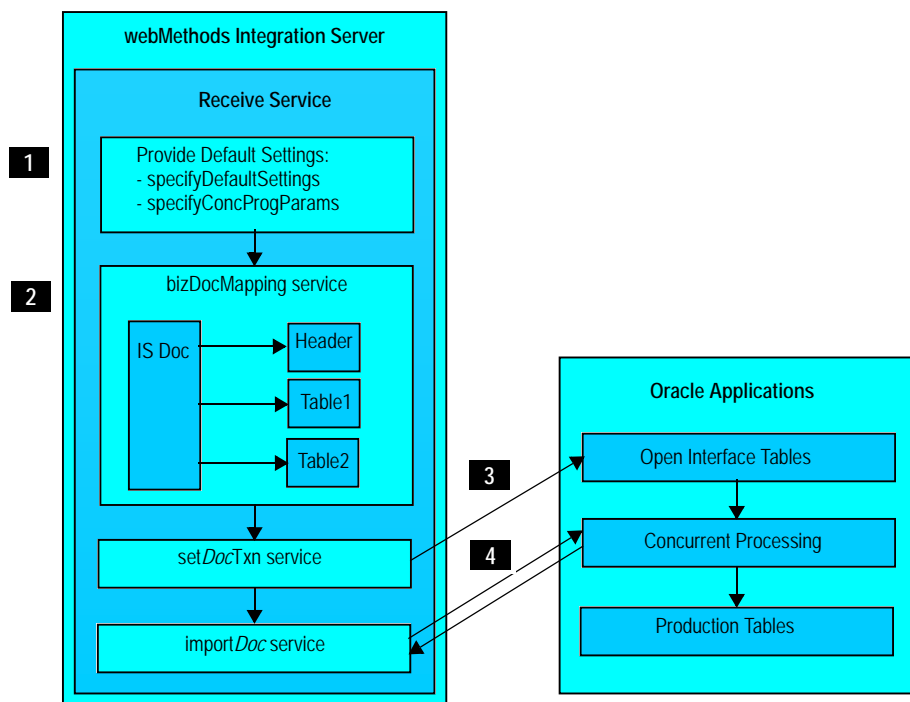 webMethods Integration Server
Receive Service
1
Provide Default Settings:
- specifyDefaultSettings
- specifyConcProgParams
2
bizDocMapping service
IS Doc
Header
Table1
Table2
setDocTxn service
importDoc service
3
4
Oracle Applications
Open Interface Tables
Concurrent Processing
Production Tables